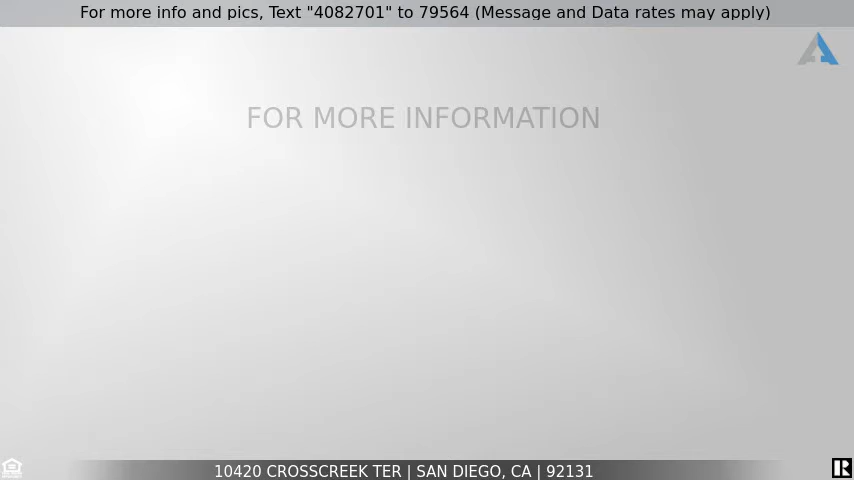 For more info and pics, Text "4082701" to 79564 (Message and Data rates may apply)
FOR MORE INFORMATION
10420 CROSSCREEK TER | SAN DIEGO, CA | 92131